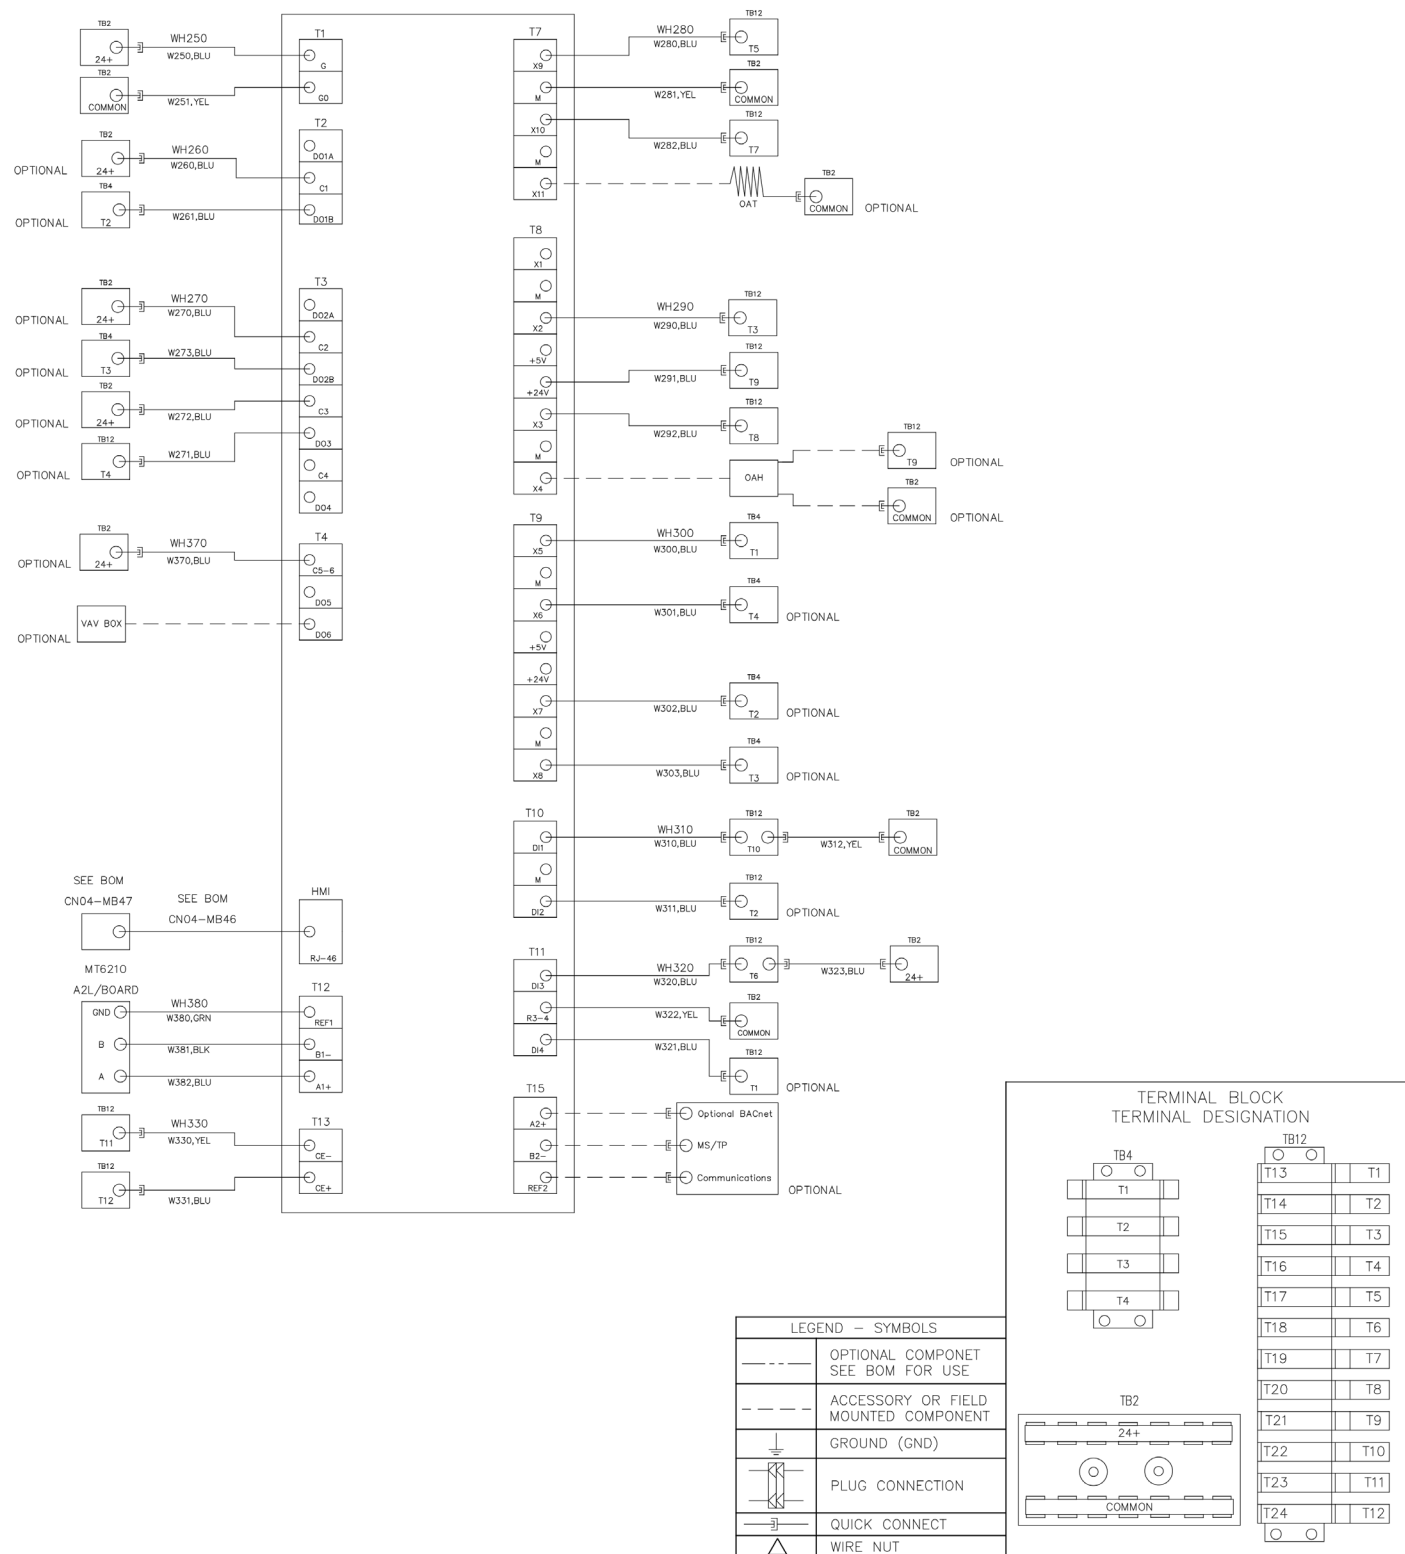 TB2
24+
WH250
W250,BLU
TB2
COMMON
W251,YEL
T1
G
G0
TB2
24+
OPTIONAL
WH260
W260,BLU
TB4
T2
OPTIONAL
W261,BLU
T2
DO1A
C1
DO1B
TB2
24+
OPTIONAL
WH270
W270,BLU
TB4
T3
OPTIONAL
W273,BLU
TB2
24+
OPTIONAL
W272,BLU
TB12
T4
OPTIONAL
W271,BLU
T3
DO2A
C2
DO2B
C3
DO3
C4
DO4
TB2
24+
OPTIONAL
WH370
W370,BLU
VAV BOX
OPTIONAL
T4
C5-6
DO5
DO6
SEE BOM
CN04-MB47
SEE BOM
CN04-MB46
HMI
RJ-46
MT6210
A2L/BOARD
GND
B
A
WH380
W380,GRN
W381,BLK
W382,BLU
T12
REF1
B1-
A1+
TB12
T11
WH330
W330,YEL
TB12
T12
W331,BLU
T13
CE-
CE+
T7
X9
M
X10
M
X11
WH280
W280,BLU
TB12
T5
W281,YEL
TB2
COMMON
W282,BLU
TB12
T7
OAT
TB2
COMMON
OPTIONAL
T8
X1
M
X2
+5V
+24V
X3
M
X4
WH290
W290,BLU
TB12
T3
W291,BLU
TB12
T9
W292,BLU
TB12
T8
OAH
TB12
T9
OPTIONAL
TB2
COMMON
OPTIONAL
T9
X5
M
X6
+5V
+24V
X7
M
X8
WH300
W300,BLU
TB4
T1
W301,BLU
TB4
T4
OPTIONAL
W302,BLU
TB4
T2
OPTIONAL
W303,BLU
TB4
T3
OPTIONAL
T10
DI1
M
DI2
WH310
W310,BLU
TB12
T10
W312,YEL
TB2
COMMON
W311,BLU
TB12
T2
OPTIONAL
T11
DI3
R3-4
DI4
WH320
W320,BLU
TB12
T6
W323,BLU
TB2
24+
W322,YEL
TB2
COMMON
W321,BLU
TB12
T1
OPTIONAL
T15
A2+
B2-
REF2
Optional BACnet
MS/TP
Communications
OPTIONAL
LEGEND - SYMBOLS
OPTIONAL COMPONET
SEE BOM FOR USE
ACCESSORY OR FIELD
MOUNTED COMPONENT
GROUND (GND)
PLUG CONNECTION
QUICK CONNECT
WIRE NUT
TERMINAL BLOCK
TERMINAL DESIGNATION
TB4
T1
T2
T3
T4
TB2
24+
COMMON
TB12
T13 T1
T14 T2
T15 T3
T16 T4
T17 T5
T18 T6
T19 T7
T20 T8
T21 T9
T22 T10
T23 T11
T24 T12